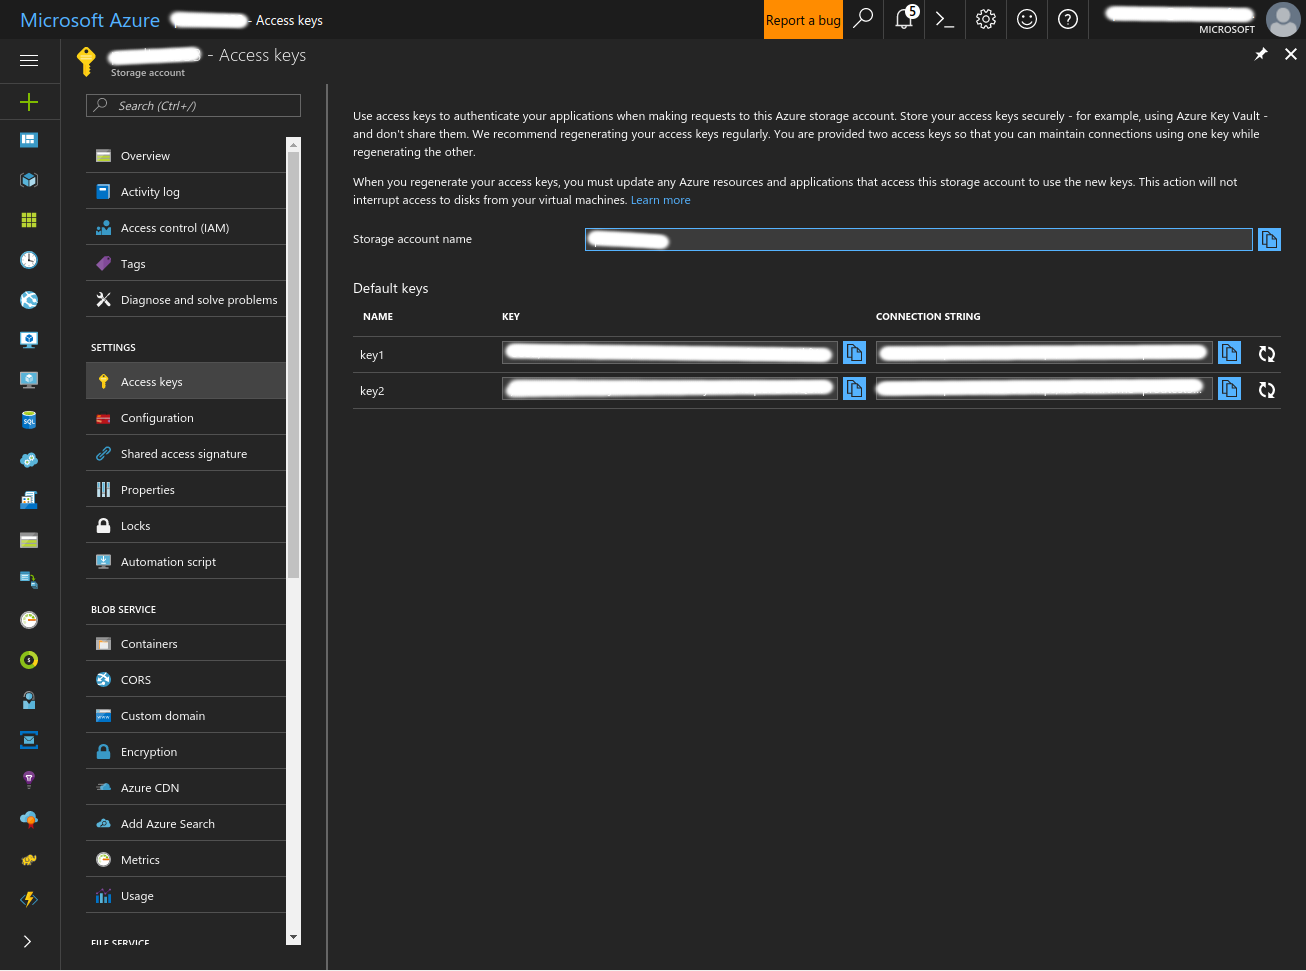 Microsoft Azure
- Access keys
Report a bug
5
MICROSOFT
- Access keys
Storage account
Search (Ctrl+/)
Overview
Activity log
Access control (IAM)
Tags
Diagnose and solve problems
SETTINGS
Access keys
Configuration
Shared access signature
Properties
Locks
Automation script
BLOB SERVICE
Containers
CORS
Custom domain
Encryption
Azure CDN
Add Azure Search
Metrics
Usage
FILE SERVICE
Use access keys to authenticate your applications when making requests to this Azure storage account. Store your access keys securely - for example, using Azure Key Vault -
and don't share them. We recommend regenerating your access keys regularly. You are provided two access keys so that you can maintain connections using one key while
regenerating the other.
When you regenerate your access keys, you must update any Azure resources and applications that access this storage account to use the new keys. This action will not
interrupt access to disks from your virtual machines. Learn more
Storage account name
Default keys
NAME KEY CONNECTION STRING
key1
key2